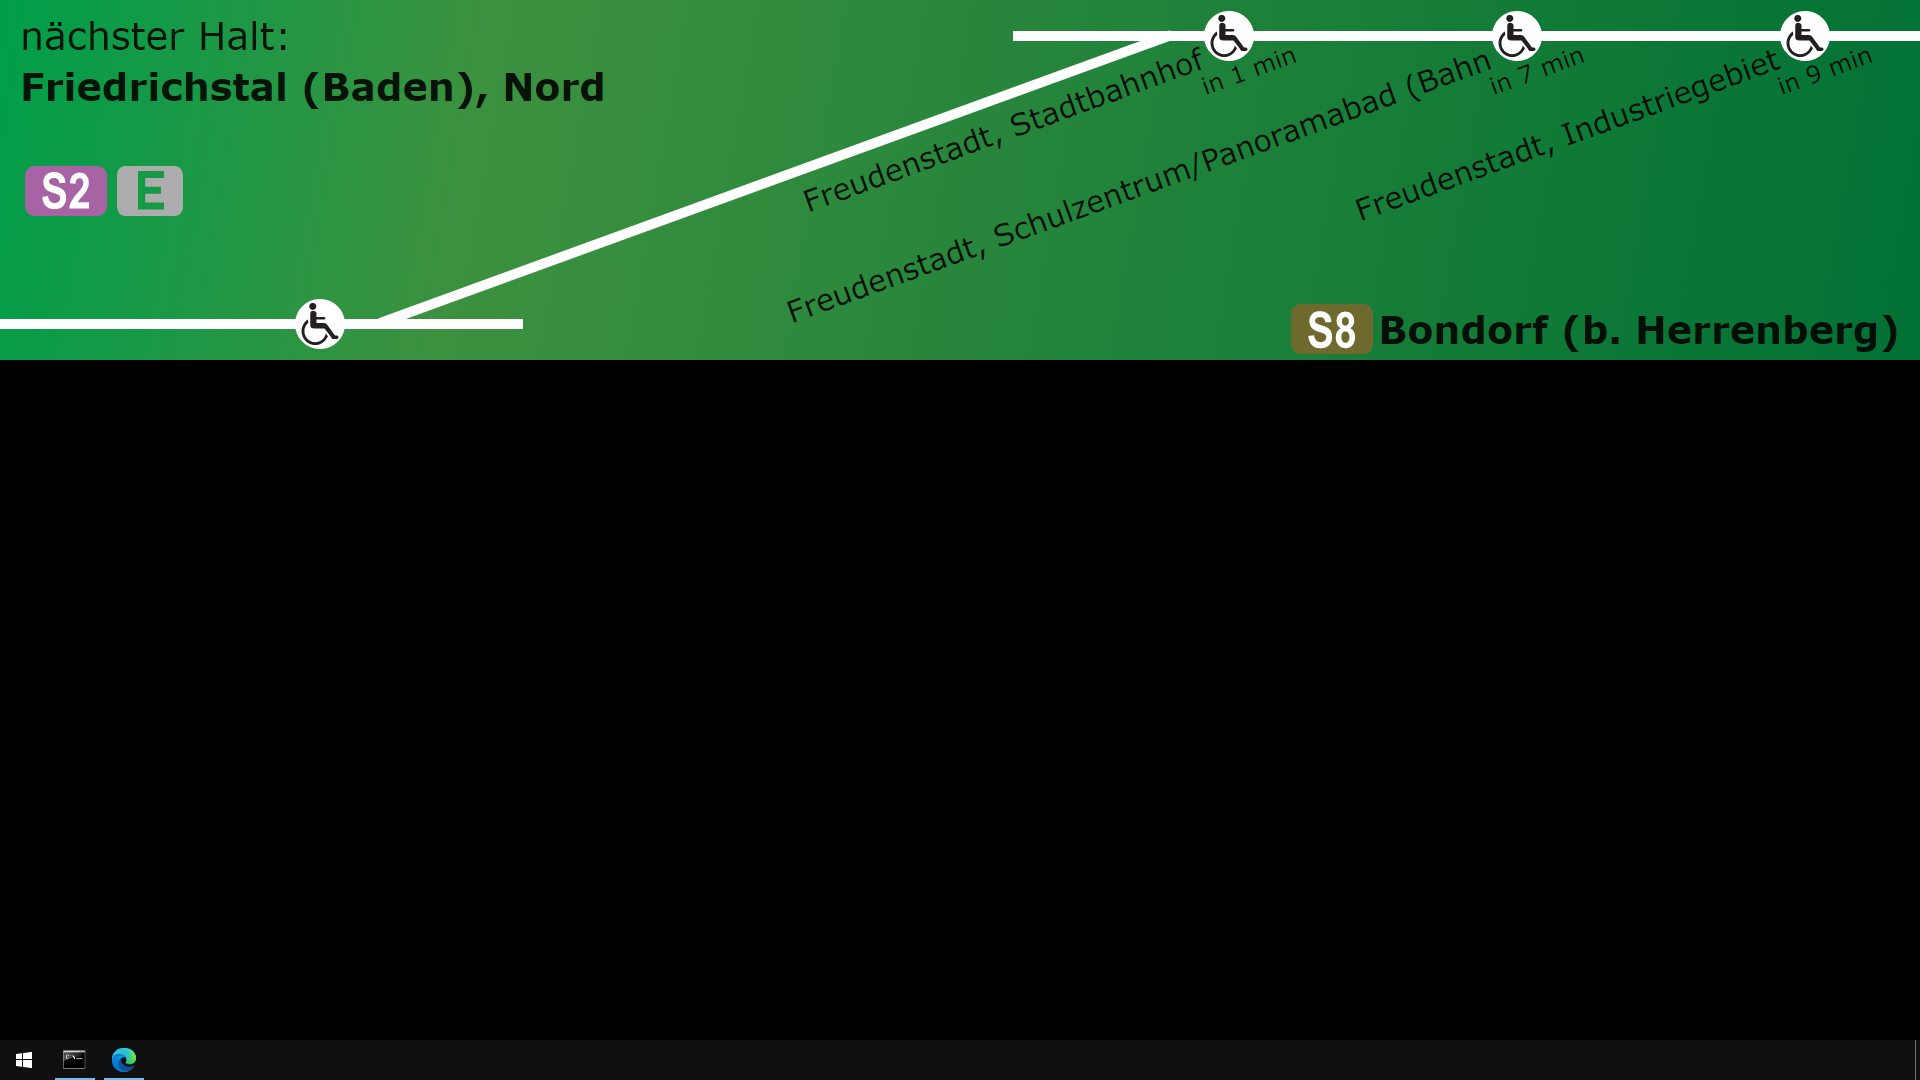 nächster Halt:
Friedrichstal (Baden), Nord
S2 E
Freudenstadt, Stadtbahnhof
in 1 min
Freudenstadt, Schulzentrum/Panoramabad (Bahn
in 7 min
Freudenstadt, Industriegebiet
in 9 min
S8 Bondorf (b. Herrenberg)